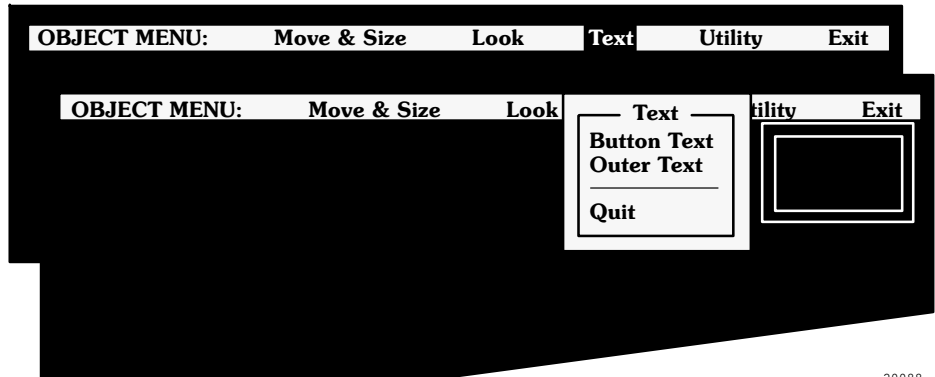 OBJECT MENU: Move & Size Look Text Utility Exit
OBJECT MENU: Move & Size Look tility Exit
Text
Button Text
Outer Text
Quit